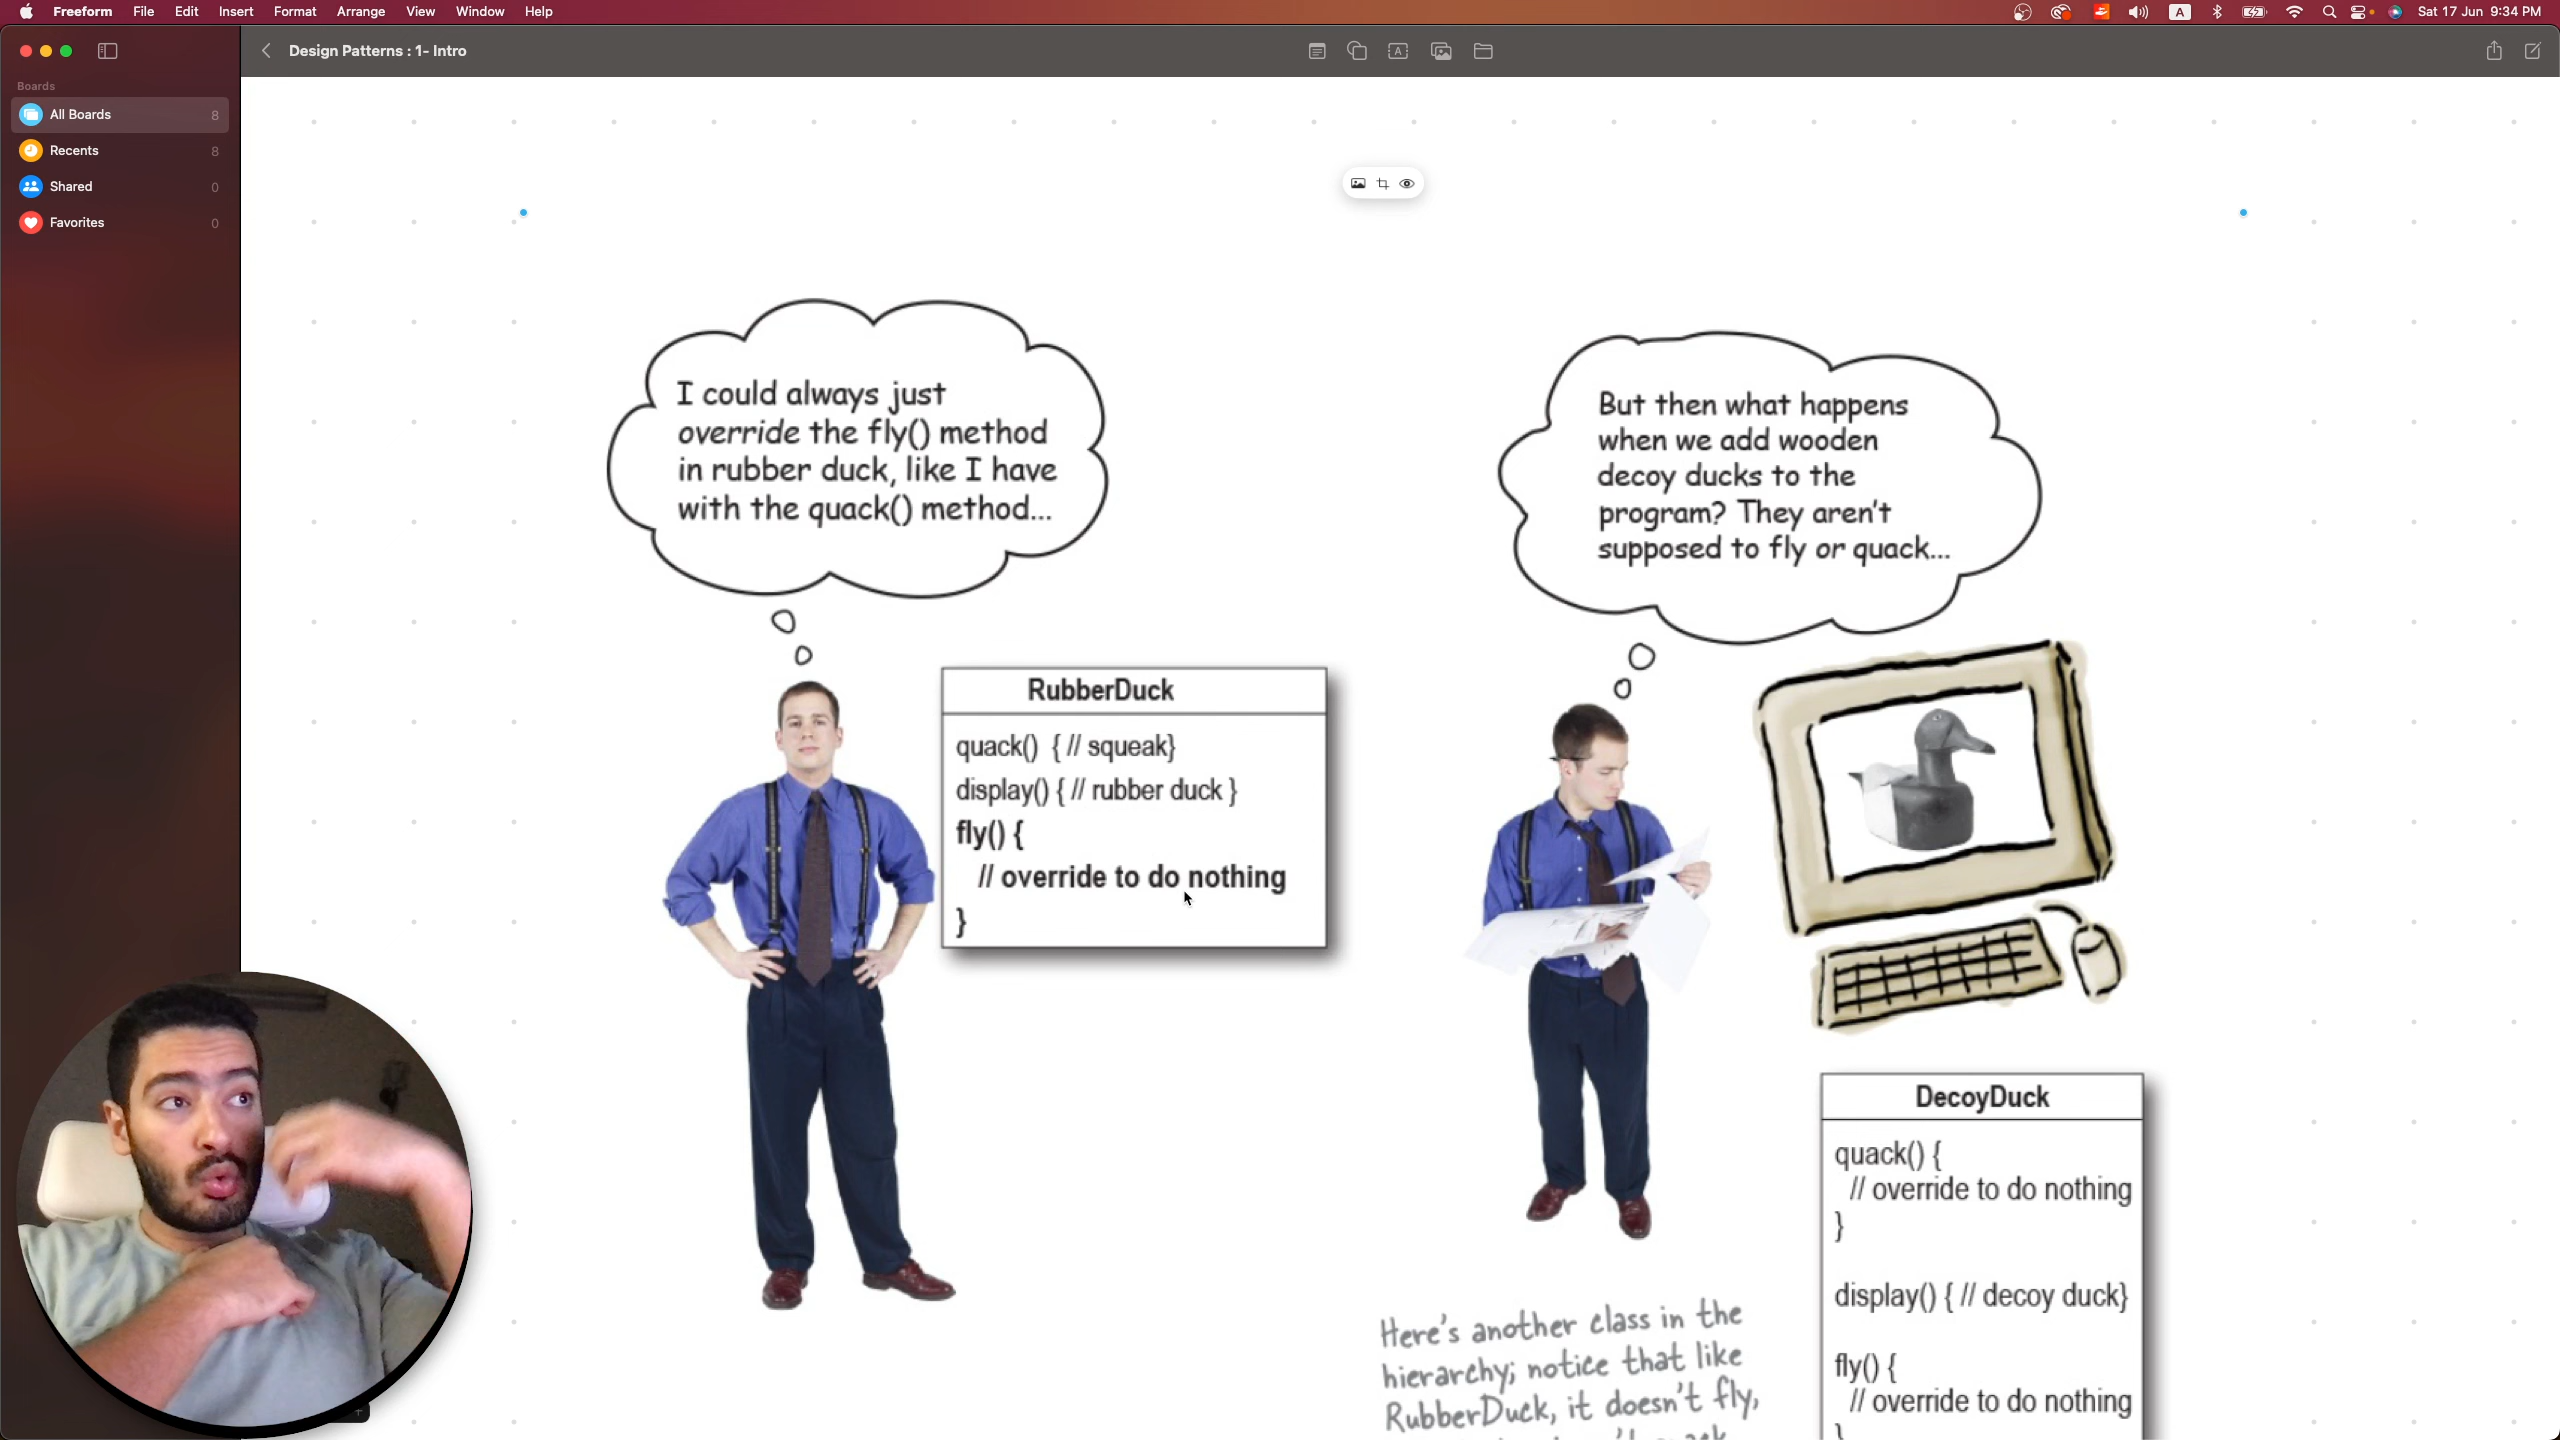 Freeform File Edit Insert Format Arrange View Window Help
A
Sat 17 Jun 9:34 PM
Design Patterns : 1- Intro
A
Boards
All Boards 8
Recents 8
Shared 0
Favorites 0
I could always just
override the fly() method
in rubber duck, like I have
with the quack() method...
But then what happens
when we add wooden
decoy ducks to the
program? They aren't
supposed to fly or quack...
RubberDuck
quack() { // squeak}
display() { // rubber duck }
fly() {
// override to do nothing
}
DecoyDuck
quack() {
// override to do nothing
}
display() { // decoy duck}
fly() {
// override to do nothing
Here's another class in the
hierarchy; notice that like
RubberDuck, it doesn't fly,